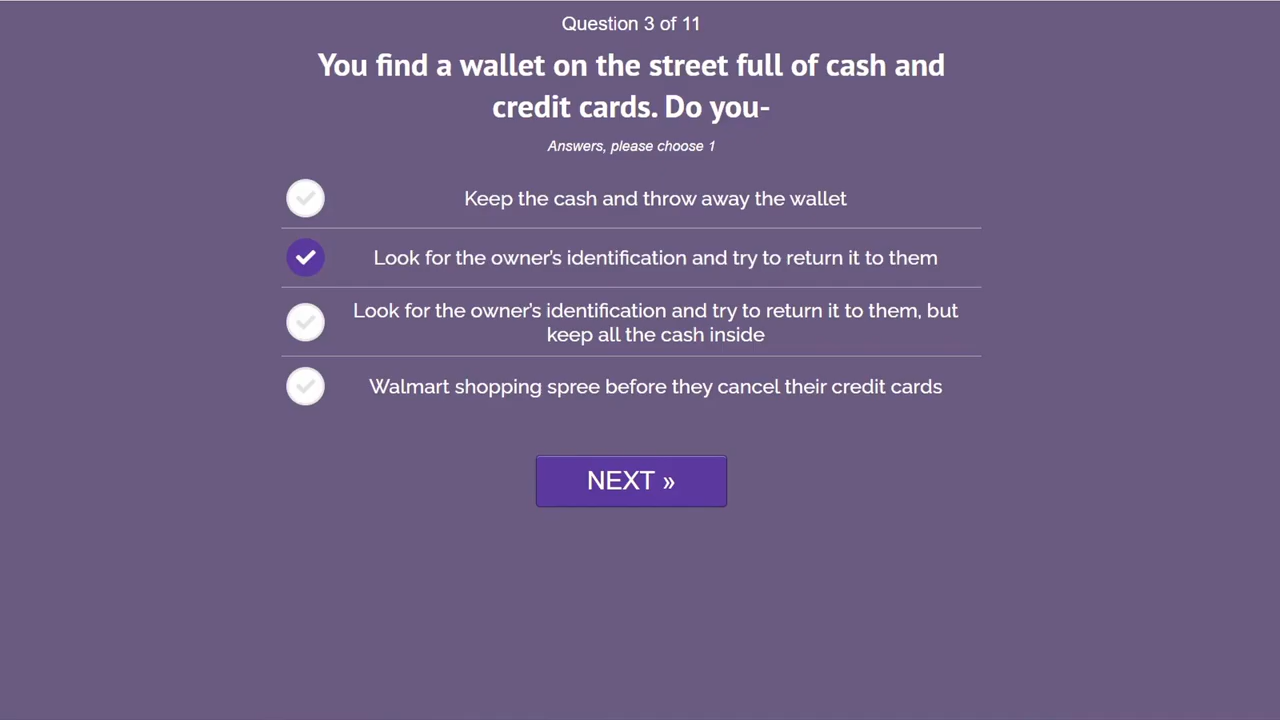 Question 3 of 11
You find a wallet on the street full of cash and
credit cards. Do you-
Answers, please choose 1
Keep the cash and throw away the wallet
Look for the owner's identification and try to return it to them
Look for the owner's identification and try to return it to them, but
keep all the cash inside
Walmart shopping spree before they cancel their credit cards
NEXT »